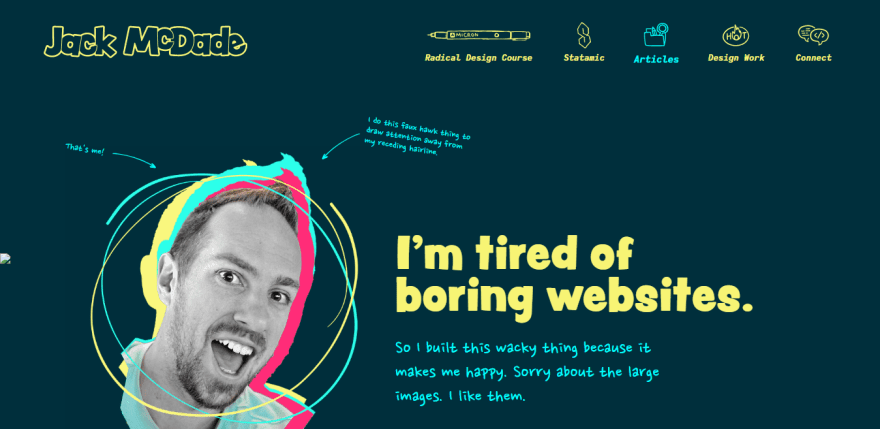 Jack McDade
MICRON
HOT
Radical Design Course
Statamic
Articles
Design Work
Connect
That's me!
I do this faux hawk thing to
draw attention away from
my receding hairline.
I'm tired of
boring websites.
So I built this wacky thing because it
makes me happy. Sorry about the large
images. I like them.